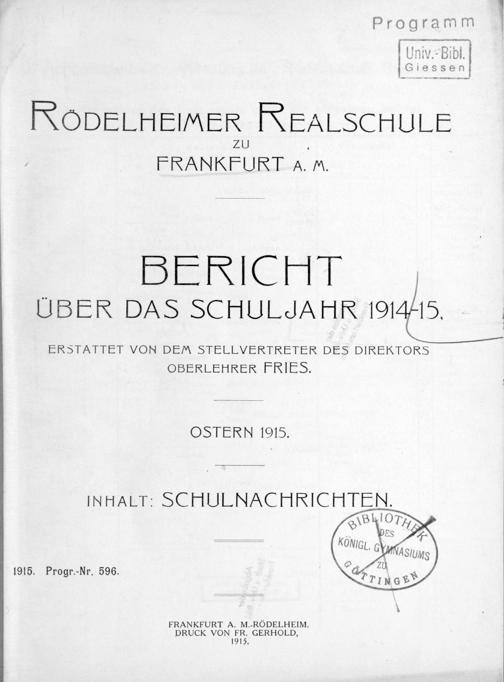 Programm
Univ.-Bibl.
Giessen
RÖDELHEIMER REALSCHULE
ZU
FRANKFURT A. M.
BERICHT
ÜBER DAS SCHULJAHR 1914-15.
ERSTATTET VON DEM STELLVERTRETER DES DIREKTORS
OBERLEHRER FRIES.
OSTERN 1915.
INHALT: SCHULNACHRICHTEN.
BIBLIOTHEK
DES
KÖNIGL. GYMNASIUMS
ZU
GÖTTINGEN
1915. Progr.-Nr. 596.
FRANKFURT A. M.-RÖDELHEIM.
DRUCK VON FR. GERHOLD,
1915.